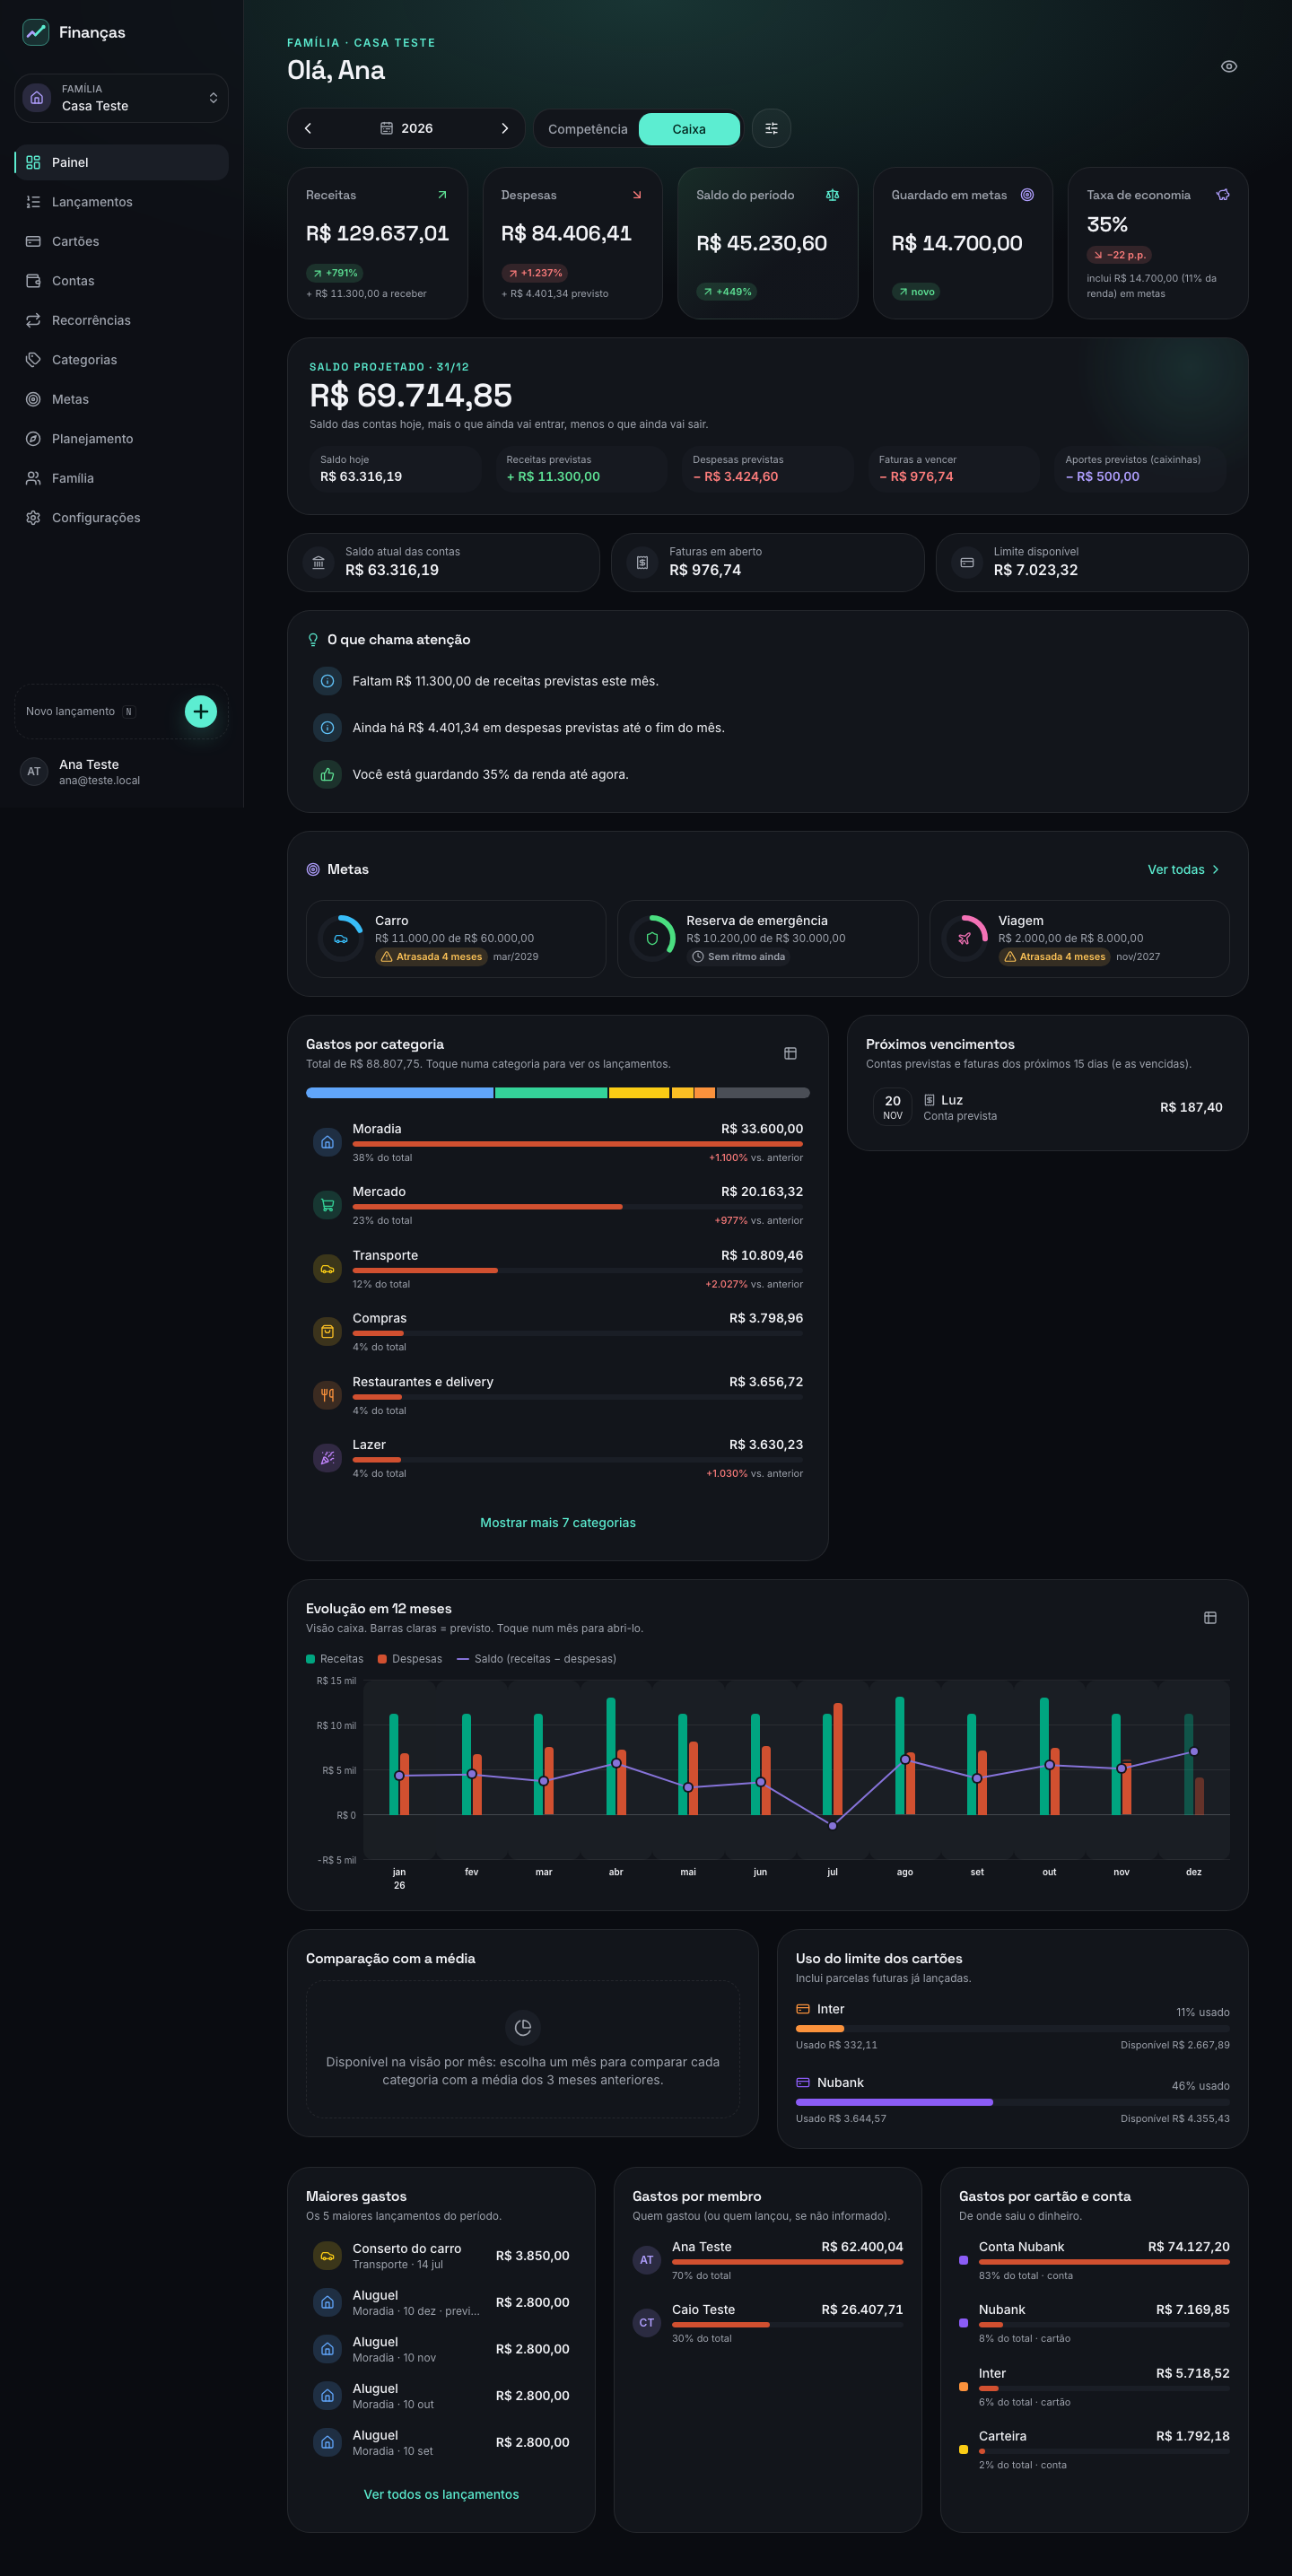 Finanças
FAMÍLIA
Casa Teste
Painel
Lançamentos
Cartões
Contas
Recorrências
Categorias
Metas
Planejamento
Família
Configurações
Novo lançamento N
AT
Ana Teste
ana@teste.local
FAMÍLIA · CASA TESTE
Olá, Ana
2026
Competência
Caixa
Receitas
R$ 129.637,01
+791%
+ R$ 11.300,00 a receber
Despesas
R$ 84.406,41
+1.237%
+ R$ 4.401,34 previsto
Saldo do período
R$ 45.230,60
+449%
Guardado em metas
R$ 14.700,00
novo
Taxa de economia
35%
−22 p.p.
inclui R$ 14.700,00 (11% da
renda) em metas
SALDO PROJETADO · 31/12
R$ 69.714,85
Saldo das contas hoje, mais o que ainda vai entrar, menos o que ainda vai sair.
Saldo hoje
R$ 63.316,19
Receitas previstas
+ R$ 11.300,00
Despesas previstas
− R$ 3.424,60
Faturas a vencer
− R$ 976,74
Aportes previstos (caixinhas)
− R$ 500,00
Saldo atual das contas
R$ 63.316,19
Faturas em aberto
R$ 976,74
Limite disponível
R$ 7.023,32
O que chama atenção
Faltam R$ 11.300,00 de receitas previstas este mês.
Ainda há R$ 4.401,34 em despesas previstas até o fim do mês.
Você está guardando 35% da renda até agora.
Metas
Ver todas
Carro
R$ 11.000,00 de R$ 60.000,00
Atrasada 4 meses mar/2029
Reserva de emergência
R$ 10.200,00 de R$ 30.000,00
Sem ritmo ainda
Viagem
R$ 2.000,00 de R$ 8.000,00
Atrasada 4 meses nov/2027
Gastos por categoria
Total de R$ 88.807,75. Toque numa categoria para ver os lançamentos.
Moradia R$ 33.600,00
38% do total +1.100% vs. anterior
Mercado R$ 20.163,32
23% do total +977% vs. anterior
Transporte R$ 10.809,46
12% do total +2.027% vs. anterior
Compras R$ 3.798,96
4% do total
Restaurantes e delivery R$ 3.656,72
4% do total
Lazer R$ 3.630,23
4% do total +1.030% vs. anterior
Mostrar mais 7 categorias
Próximos vencimentos
Contas previstas e faturas dos próximos 15 dias (e as vencidas).
20
NOV
Luz
Conta prevista
R$ 187,40
Evolução em 12 meses
Visão caixa. Barras claras = previsto. Toque num mês para abri-lo.
Receitas Despesas Saldo (receitas − despesas)
R$ 15 mil
R$ 10 mil
R$ 5 mil
R$ 0
-R$ 5 mil
jan fev mar abr mai jun jul ago set out nov dez
26
Comparação com a média
Disponível na visão por mês: escolha um mês para comparar cada
categoria com a média dos 3 meses anteriores.
Uso do limite dos cartões
Inclui parcelas futuras já lançadas.
Inter 11% usado
Usado R$ 332,11 Disponível R$ 2.667,89
Nubank 46% usado
Usado R$ 3.644,57 Disponível R$ 4.355,43
Maiores gastos
Os 5 maiores lançamentos do período.
Conserto do carro
Transporte · 14 jul
R$ 3.850,00
Aluguel
Moradia · 10 dez · previ...
R$ 2.800,00
Aluguel
Moradia · 10 nov
R$ 2.800,00
Aluguel
Moradia · 10 out
R$ 2.800,00
Aluguel
Moradia · 10 set
R$ 2.800,00
Ver todos os lançamentos
Gastos por membro
Quem gastou (ou quem lançou, se não informado).
AT
Ana Teste R$ 62.400,04
70% do total
CT
Caio Teste R$ 26.407,71
30% do total
Gastos por cartão e conta
De onde saiu o dinheiro.
Conta Nubank R$ 74.127,20
83% do total · conta
Nubank R$ 7.169,85
8% do total · cartão
Inter R$ 5.718,52
6% do total · cartão
Carteira R$ 1.792,18
2% do total · conta